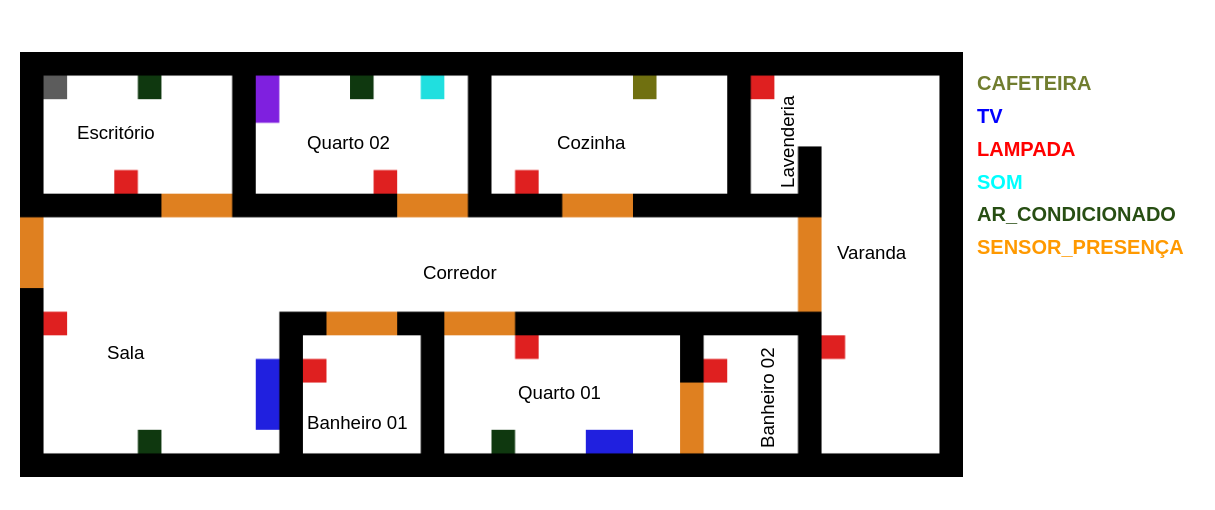 Escritório
Quarto 02
Cozinha
Lavenderia
Varanda
Corredor
Sala
Banheiro 01
Quarto 01
Banheiro 02
CAFETEIRA
TV
LAMPADA
SOM
AR_CONDICIONADO
SENSOR_PRESENÇA